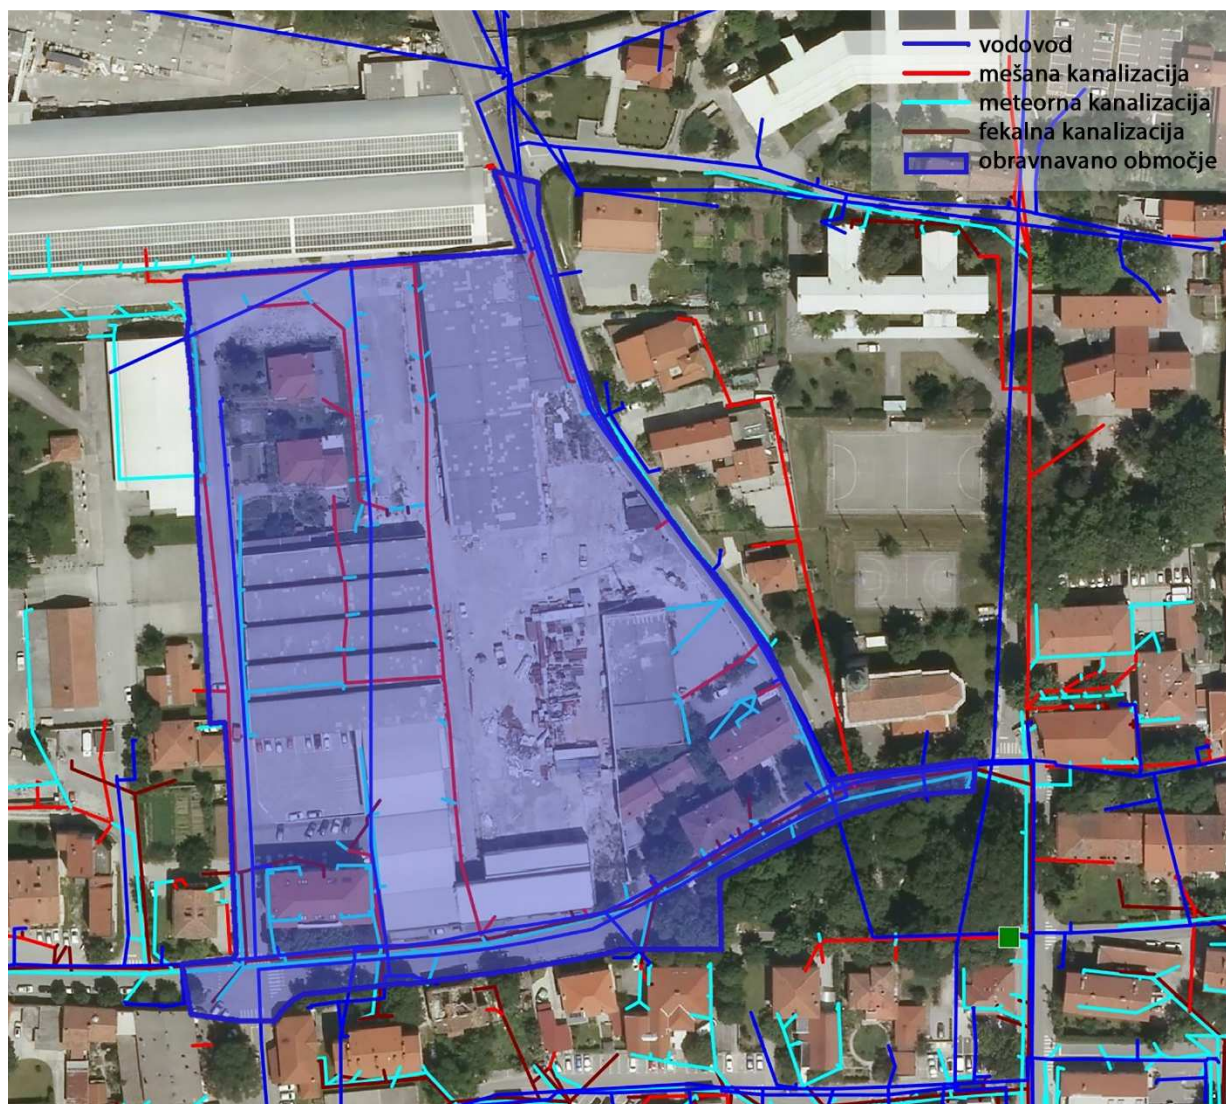 vodovod
mešana kanalizacija
meteorna kanalizacija
fekalna kanalizacija
obravnavano območje